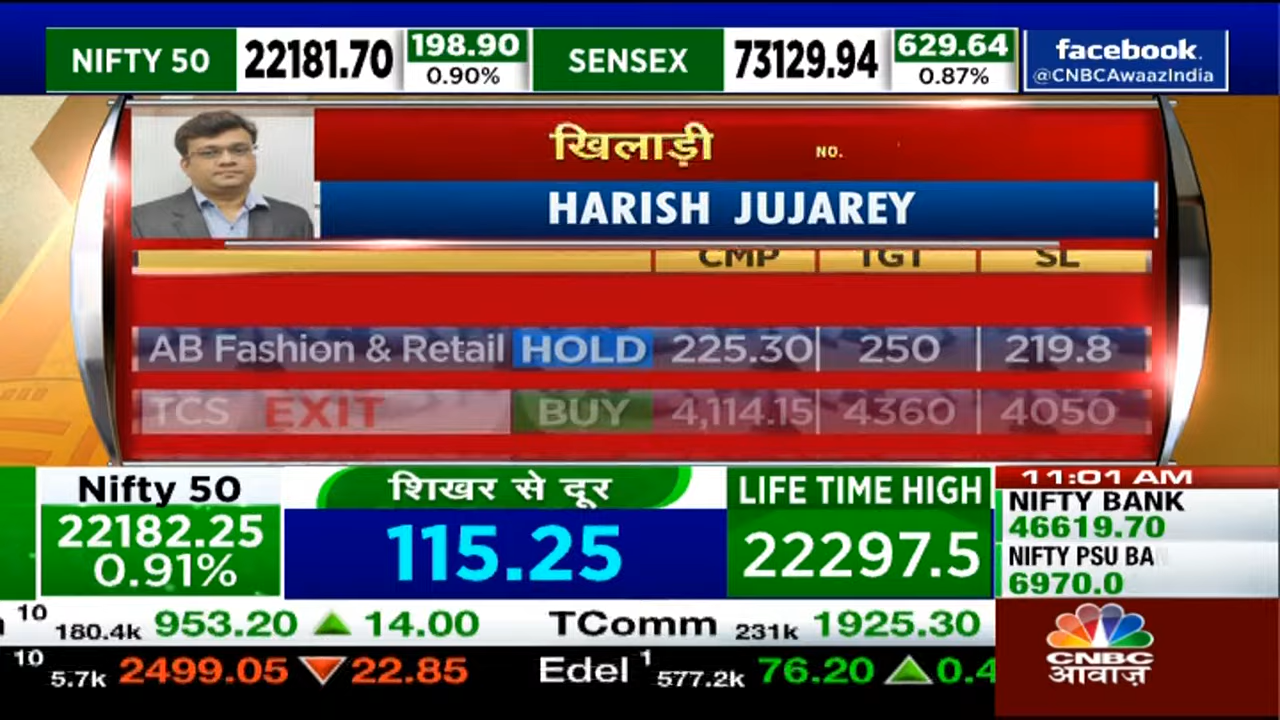 NIFTY 50 22181.70 198.90 0.90% SENSEX 73129.94 629.64 0.87% facebook. @CNBCAwaazIndia
खिलाड़ी NO.
HARISH JUJAREY
CMP TGT SL
AB Fashion & Retail HOLD 225.30 250 219.8
TCS EXIT BUY 4,114.15 4360 4050
Nifty 50
22182.25
0.91%
शिखर से दूर
115.25
LIFE TIME HIGH
22297.5
11:01 AM
NIFTY BANK
46619.70
NIFTY PSU BA
6970.0
10 180.4k 953.20 14.00 TComm 231k 1925.30
10 5.7k 2499.05 22.85 Edel 1 577.2k 76.20 0.4
CNBC
आवाज़